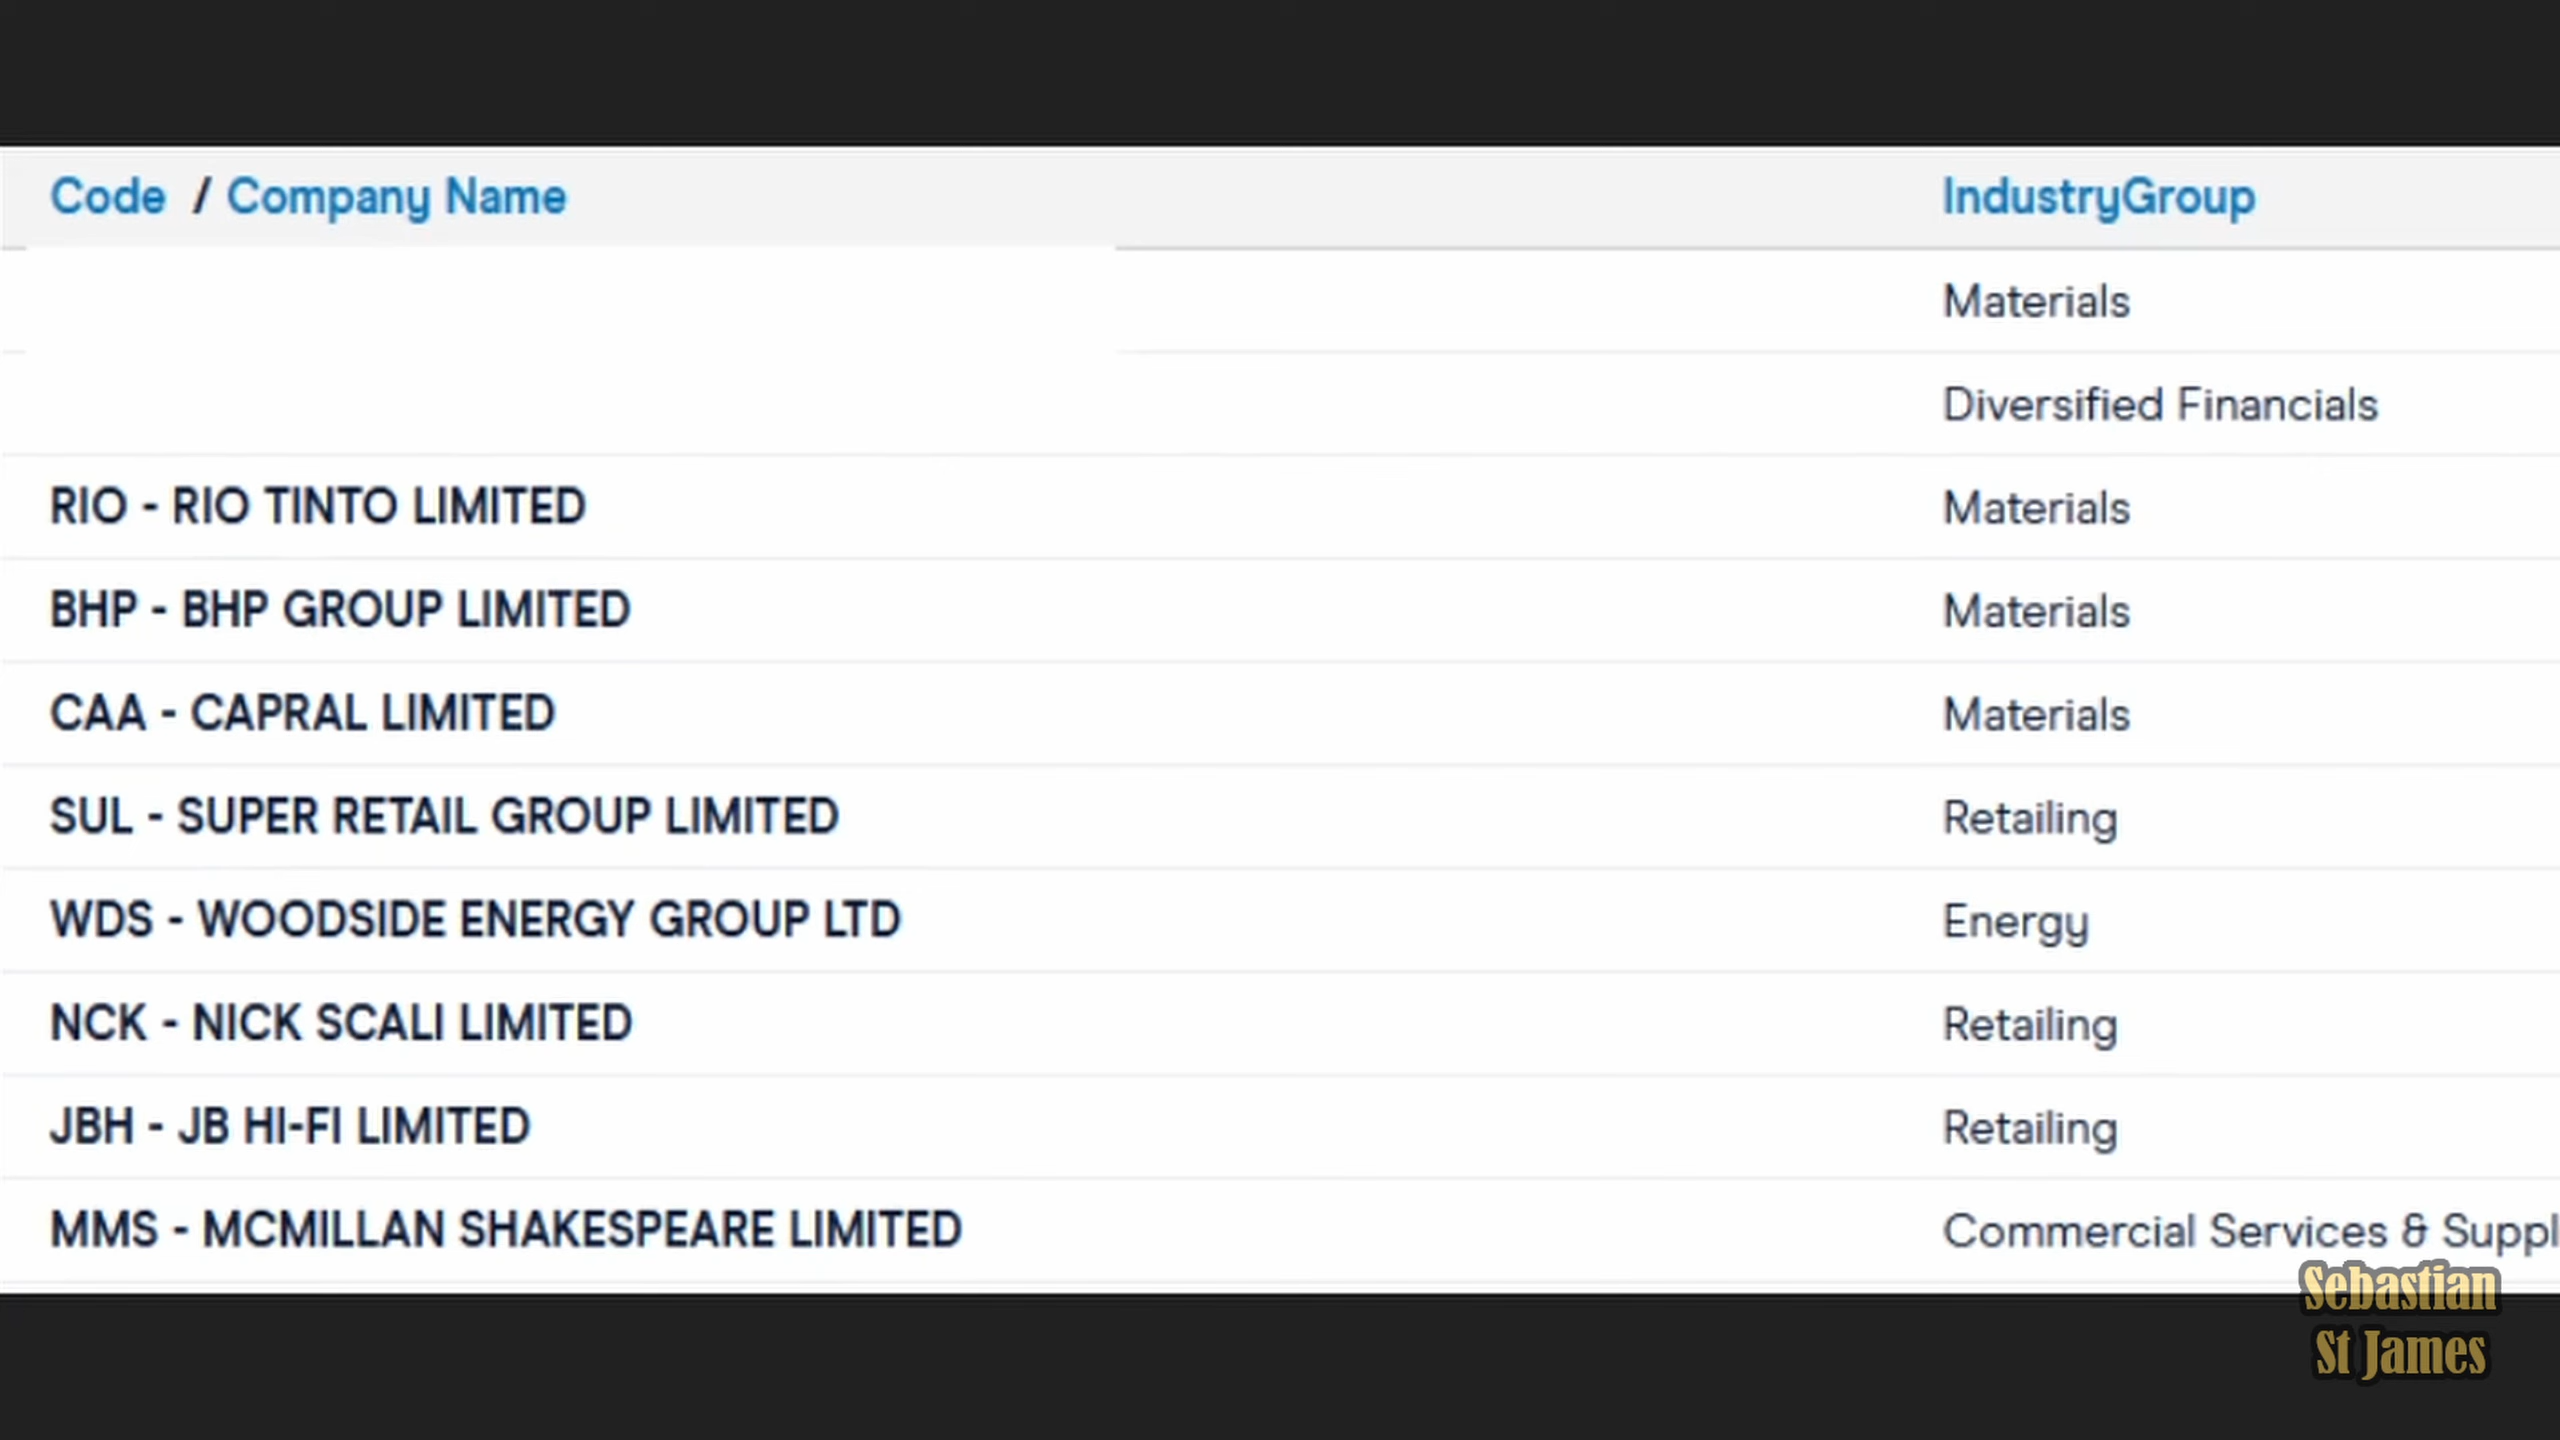 Code / Company Name IndustryGroup
Materials
Diversified Financials
RIO - RIO TINTO LIMITED Materials
BHP - BHP GROUP LIMITED Materials
CAA - CAPRAL LIMITED Materials
SUL - SUPER RETAIL GROUP LIMITED Retailing
WDS - WOODSIDE ENERGY GROUP LTD Energy
NCK - NICK SCALI LIMITED Retailing
JBH - JB HI-FI LIMITED Retailing
MMS - MCMILLAN SHAKESPEARE LIMITED Commercial Services & Suppl
Sebastian
St James